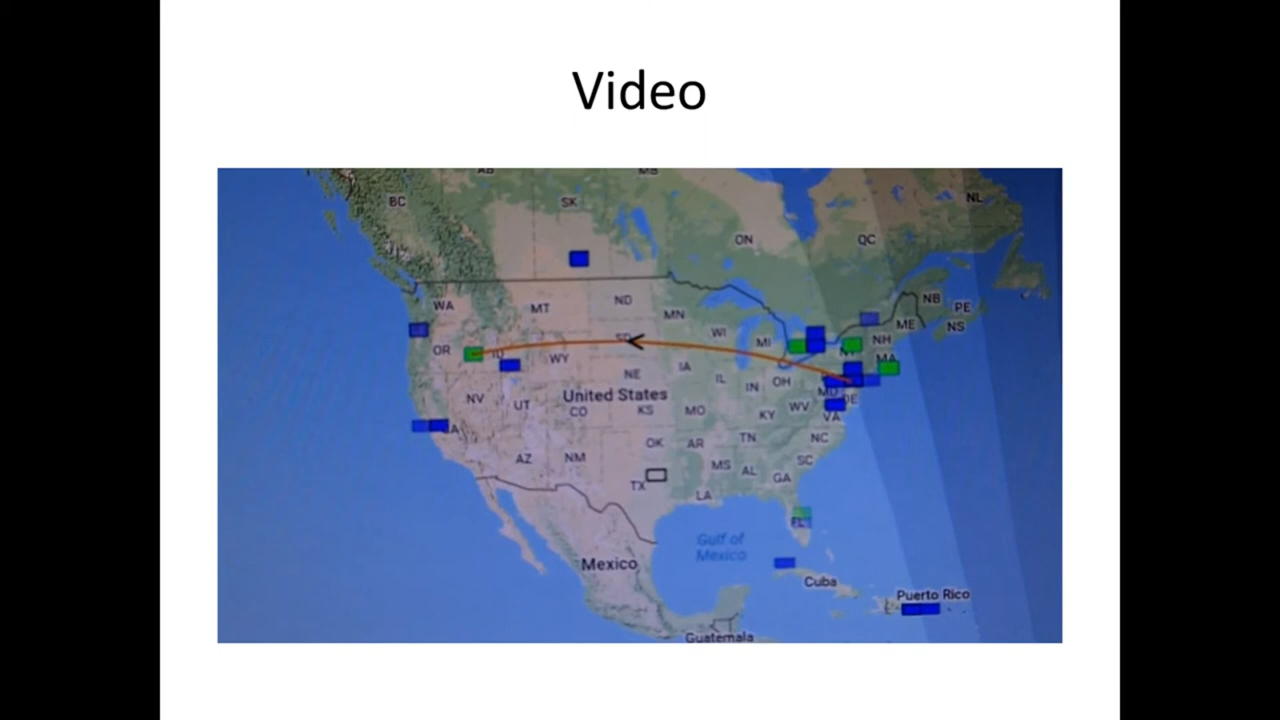 Video
AB
MB
BC
SK
NL
ON
QC
WA
MT
ND
MN
NB
PE
NS
ME
OR
ID
SD
WI
MI
NH
NY
MA
WY
NE
IA
IL
IN
OH
MD
DE
NV
UT
United States
CO
KS
MO
KY
WV
VA
CA
AZ
NM
OK
AR
TN
NC
SC
MS
AL
GA
TX
LA
FL
Gulf of
Mexico
Mexico
Cuba
Puerto Rico
Guatemala